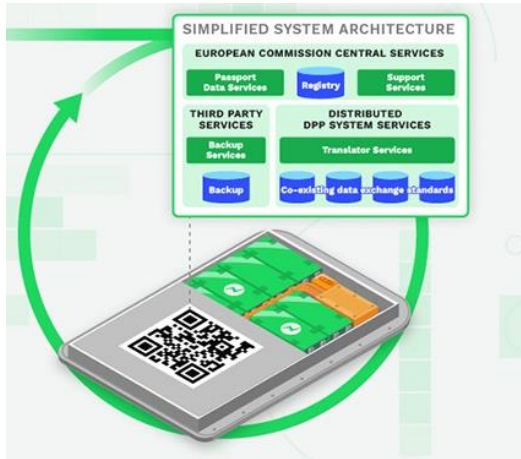 SIMPLIFIED SYSTEM ARCHITECTURE
EUROPEAN COMMISSION CENTRAL SERVICES
Passport
Data Services
Registry
Support
Services
THIRD PARTY
SERVICES
Backup
Services
Backup
DISTRIBUTED
DPP SYSTEM SERVICES
Translator Services
Co-existing data exchange standards